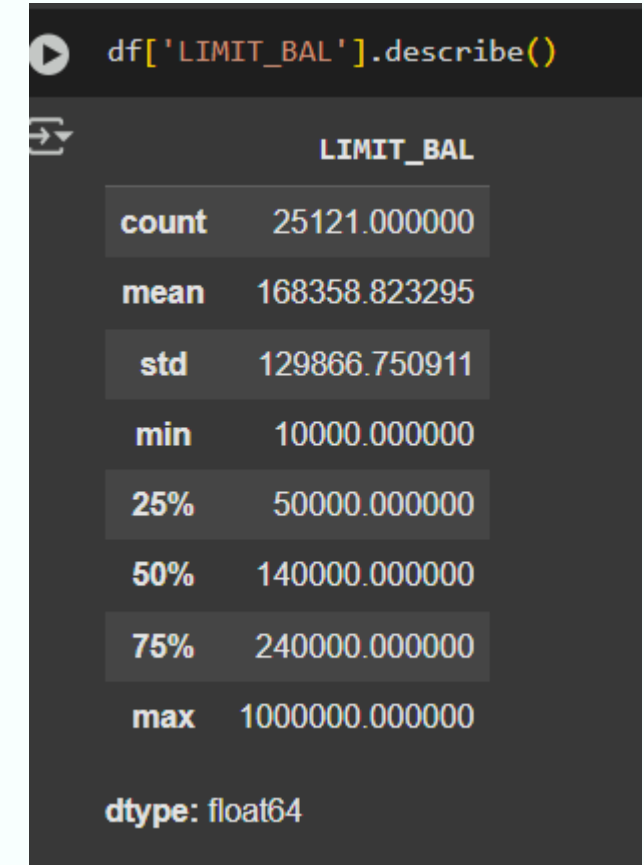 df['LIMIT_BAL'].describe()
LIMIT_BAL
count 25121.000000
mean 168358.823295
std 129866.750911
min 10000.000000
25% 50000.000000
50% 140000.000000
75% 240000.000000
max 1000000.000000
dtype: float64